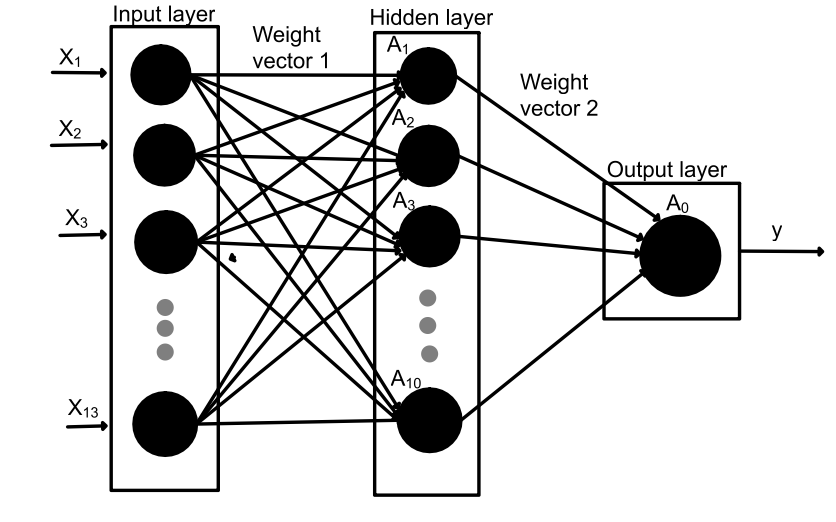 Input layer
Hidden layer
Weight
vector 1
Weight
vector 2
Output layer
X₁
X₂
X₃
X₁₃
A₁
A₂
A₃
A₁₀
A₀
y